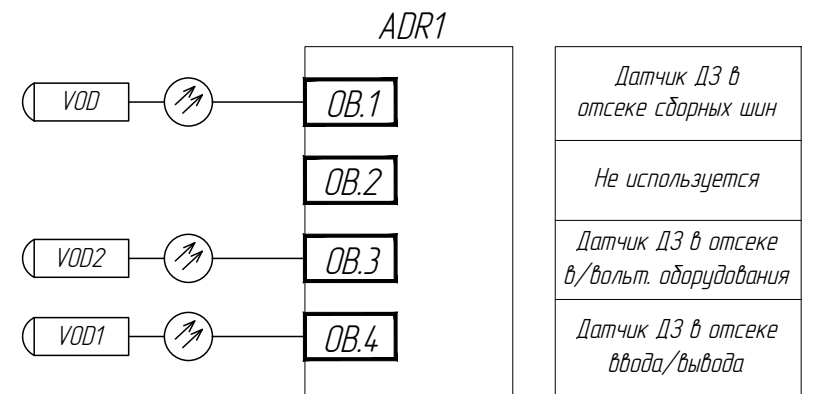 ADR1
VOD
OB.1
Датчик ДЗ в
отсеке сборных шин
OB.2
Не используется
VOD2
OB.3
Датчик ДЗ в отсеке
в/вольт. оборудования
VOD1
OB.4
Датчик ДЗ в отсеке
ввода/вывода